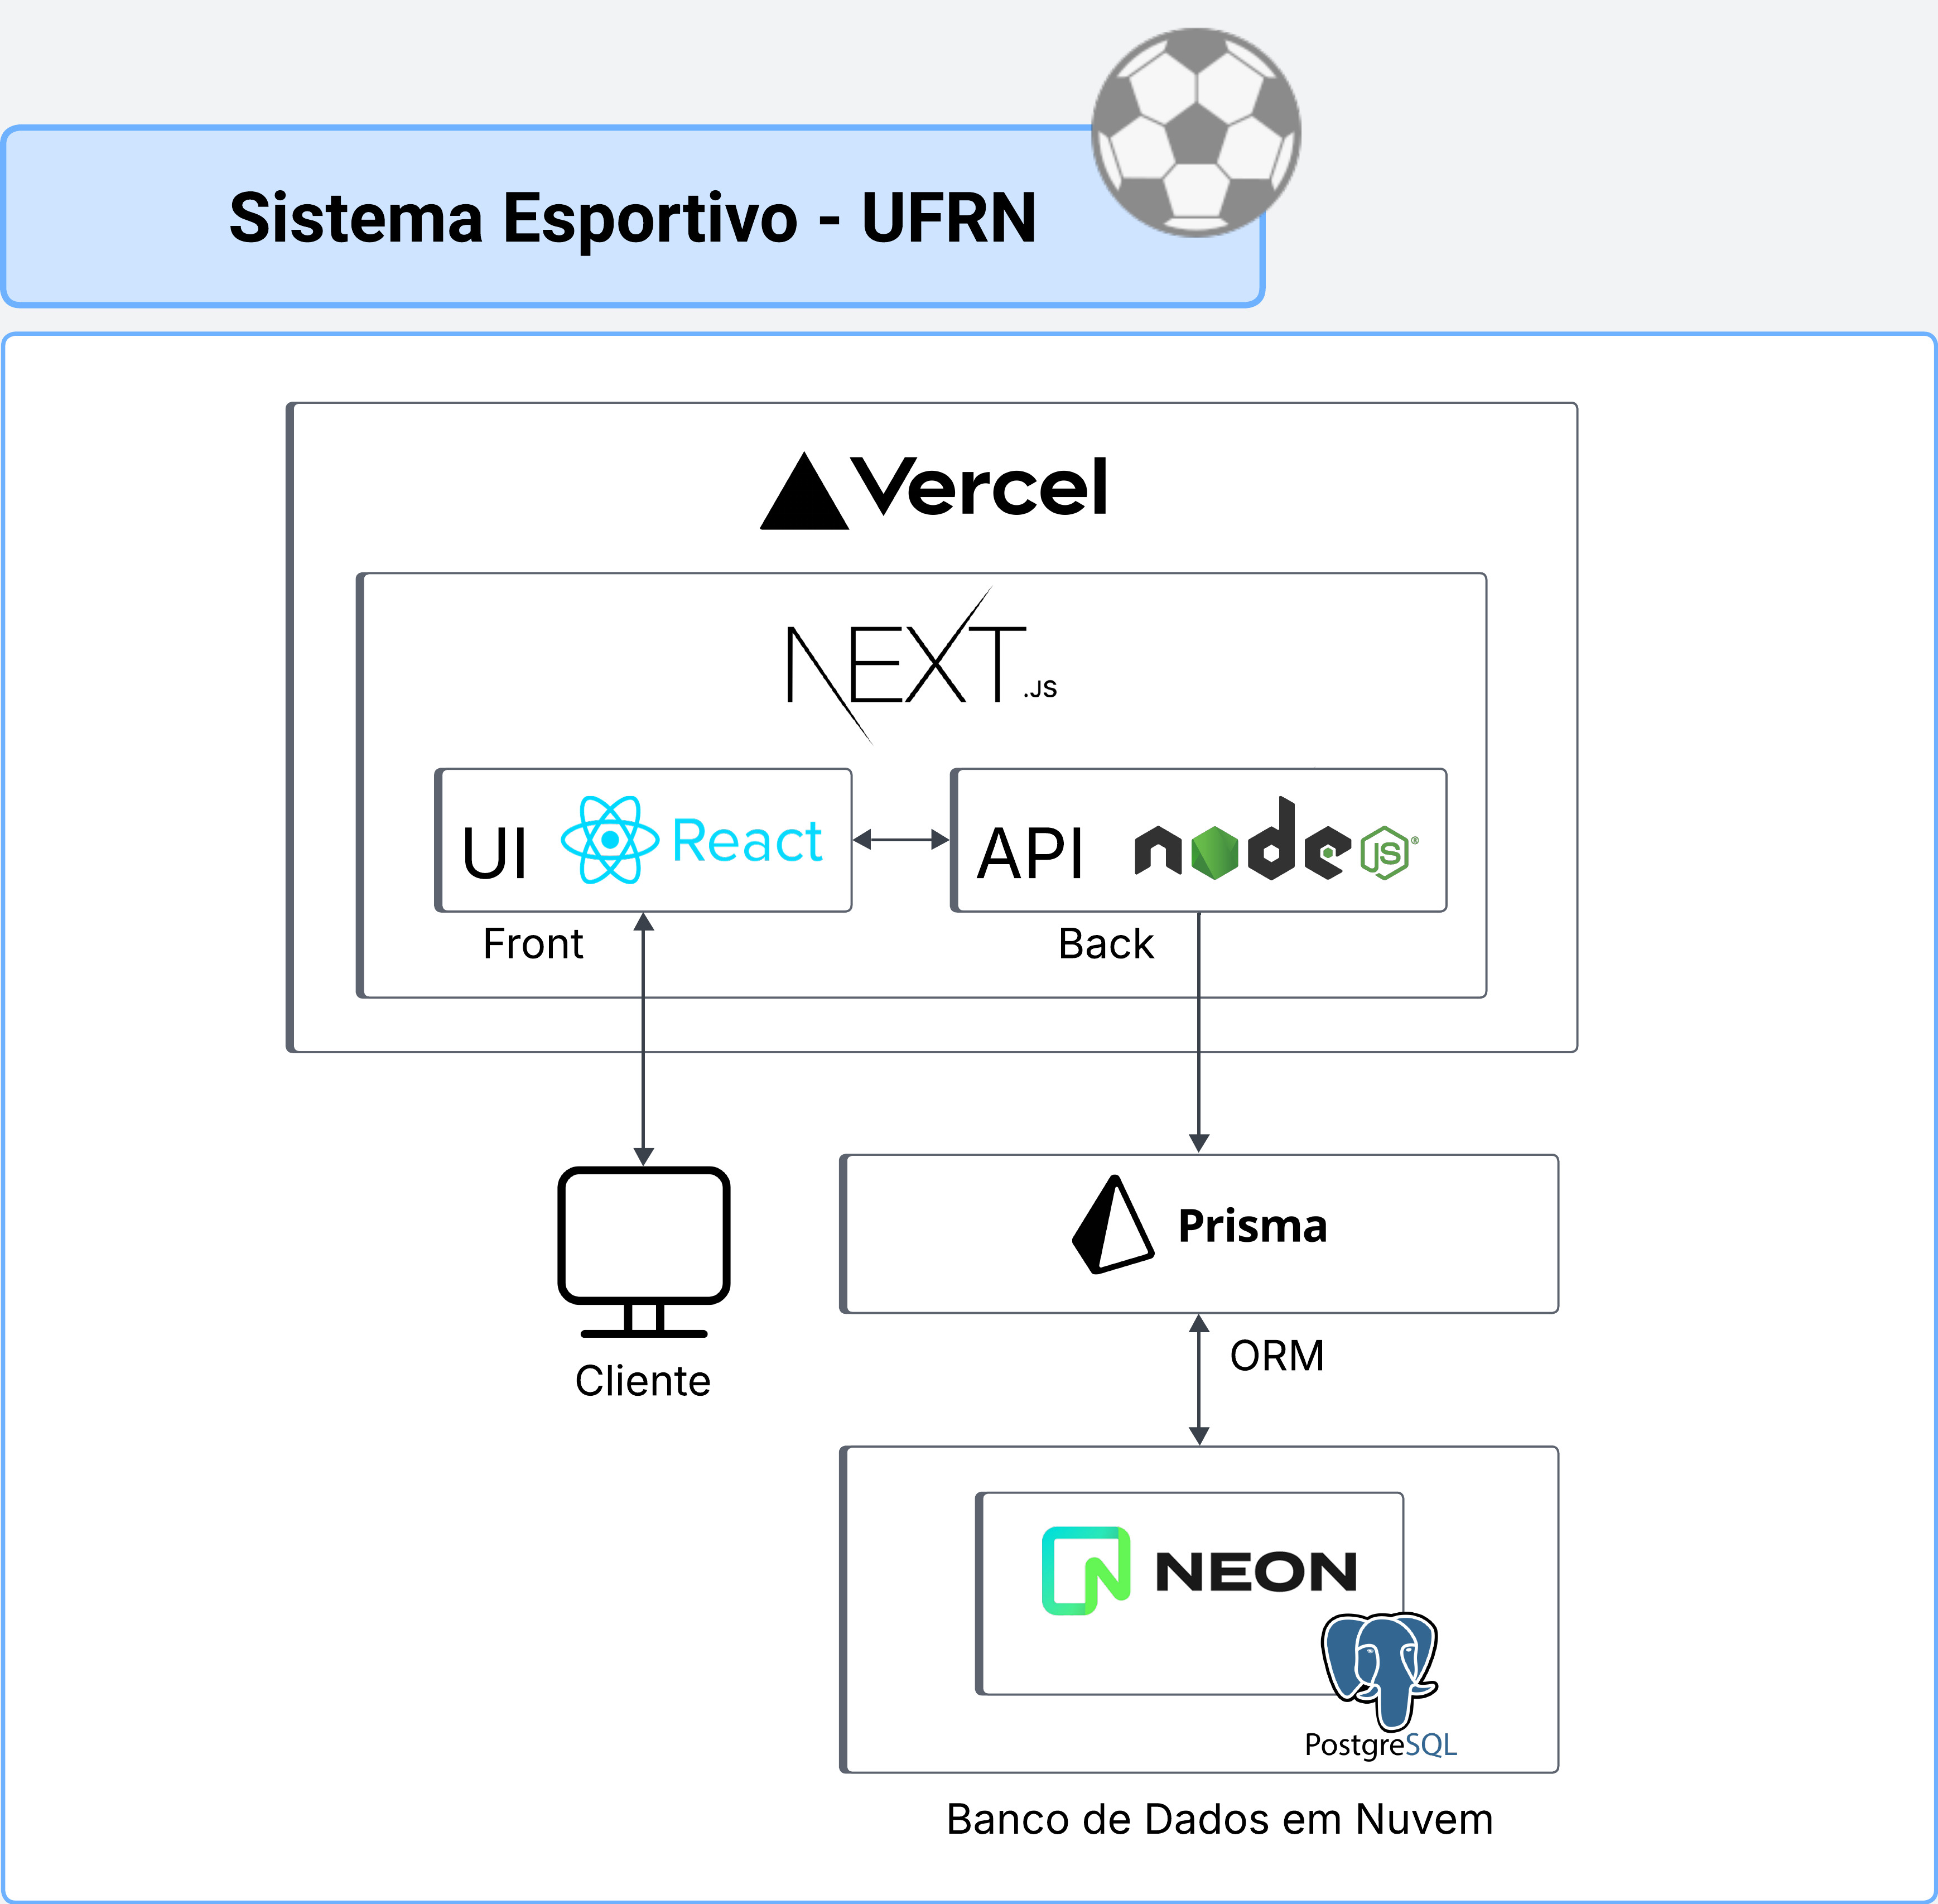 Sistema Esportivo - UFRN
Vercel
NEXT.JS
UI React
API node JS®
Front
Back
Prisma
ORM
Cliente
NEON
PostgreSQL
Banco de Dados em Nuvem